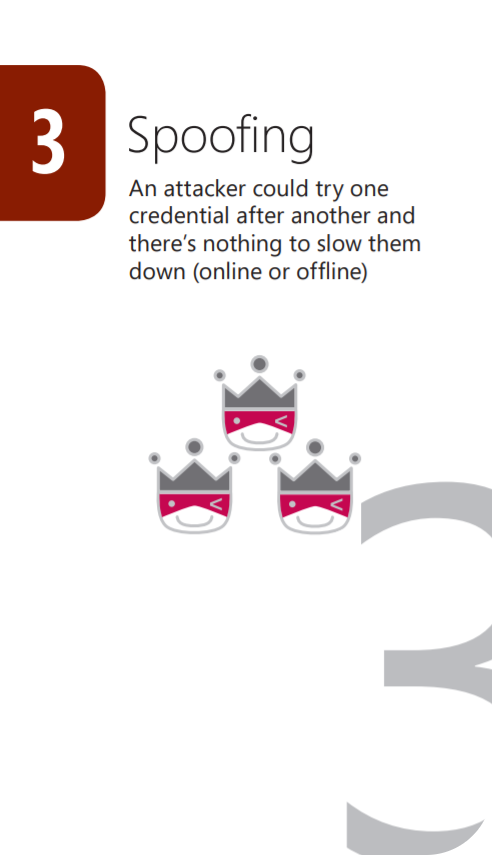 3
Spoofing
An attacker could try one
credential after another and
there’s nothing to slow them
down (online or offline)
3